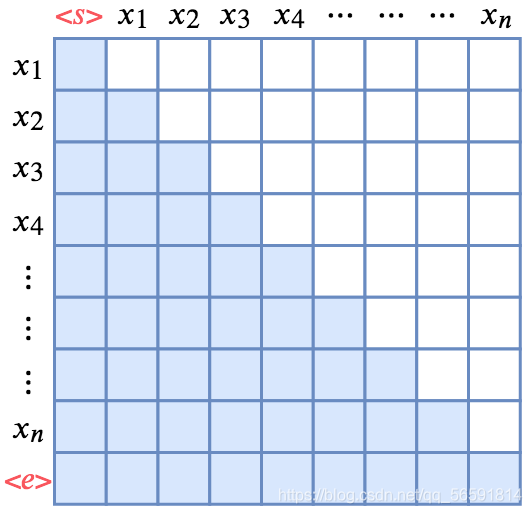 <s> x₁ x₂ x₃ x₄ ... ... ... xₙ
x₁
x₂
x₃
x₄
⋮
⋮
⋮
xₙ
<e>
https://blog.csdn.net/qq_56591814